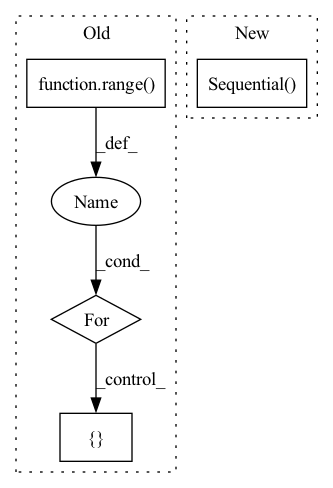 Old
New
function.range()
Sequential()
_def_
Name
_cond_
For
_control_
{}